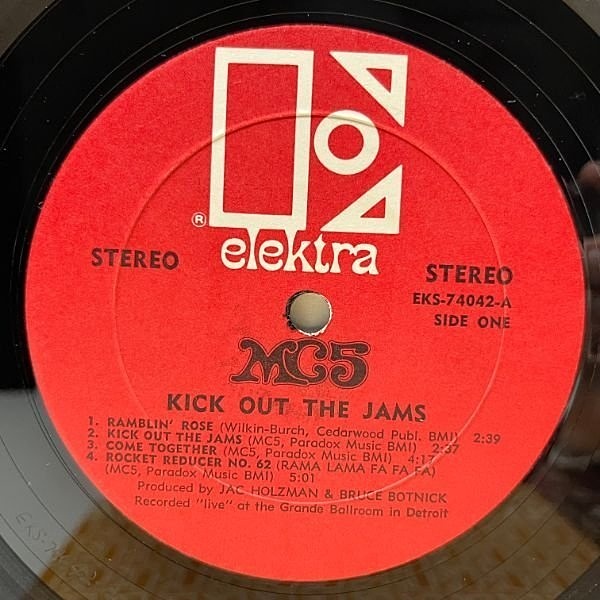 ®
elektra
STEREO
STEREO
EKS-74042-A
SIDE ONE
MC5
KICK OUT THE JAMS
1. RAMBLIN' ROSE (Wilkin-Burch, Cedarwood Publ. BMI) 2:39
2. KICK OUT THE JAMS (MC5, Paradox Music BMI) 2:37
3. COME TOGETHER (MC5, Paradox Music BMI) 4:17
4. ROCKET REDUCER NO. 62 (RAMA LAMA FA FA FA)
(MC5, Paradox Music BMI) 5:01
Produced by JAC HOLZMAN & BRUCE BOTNICK
Recorded "live" at the Grande Ballroom in Detroit